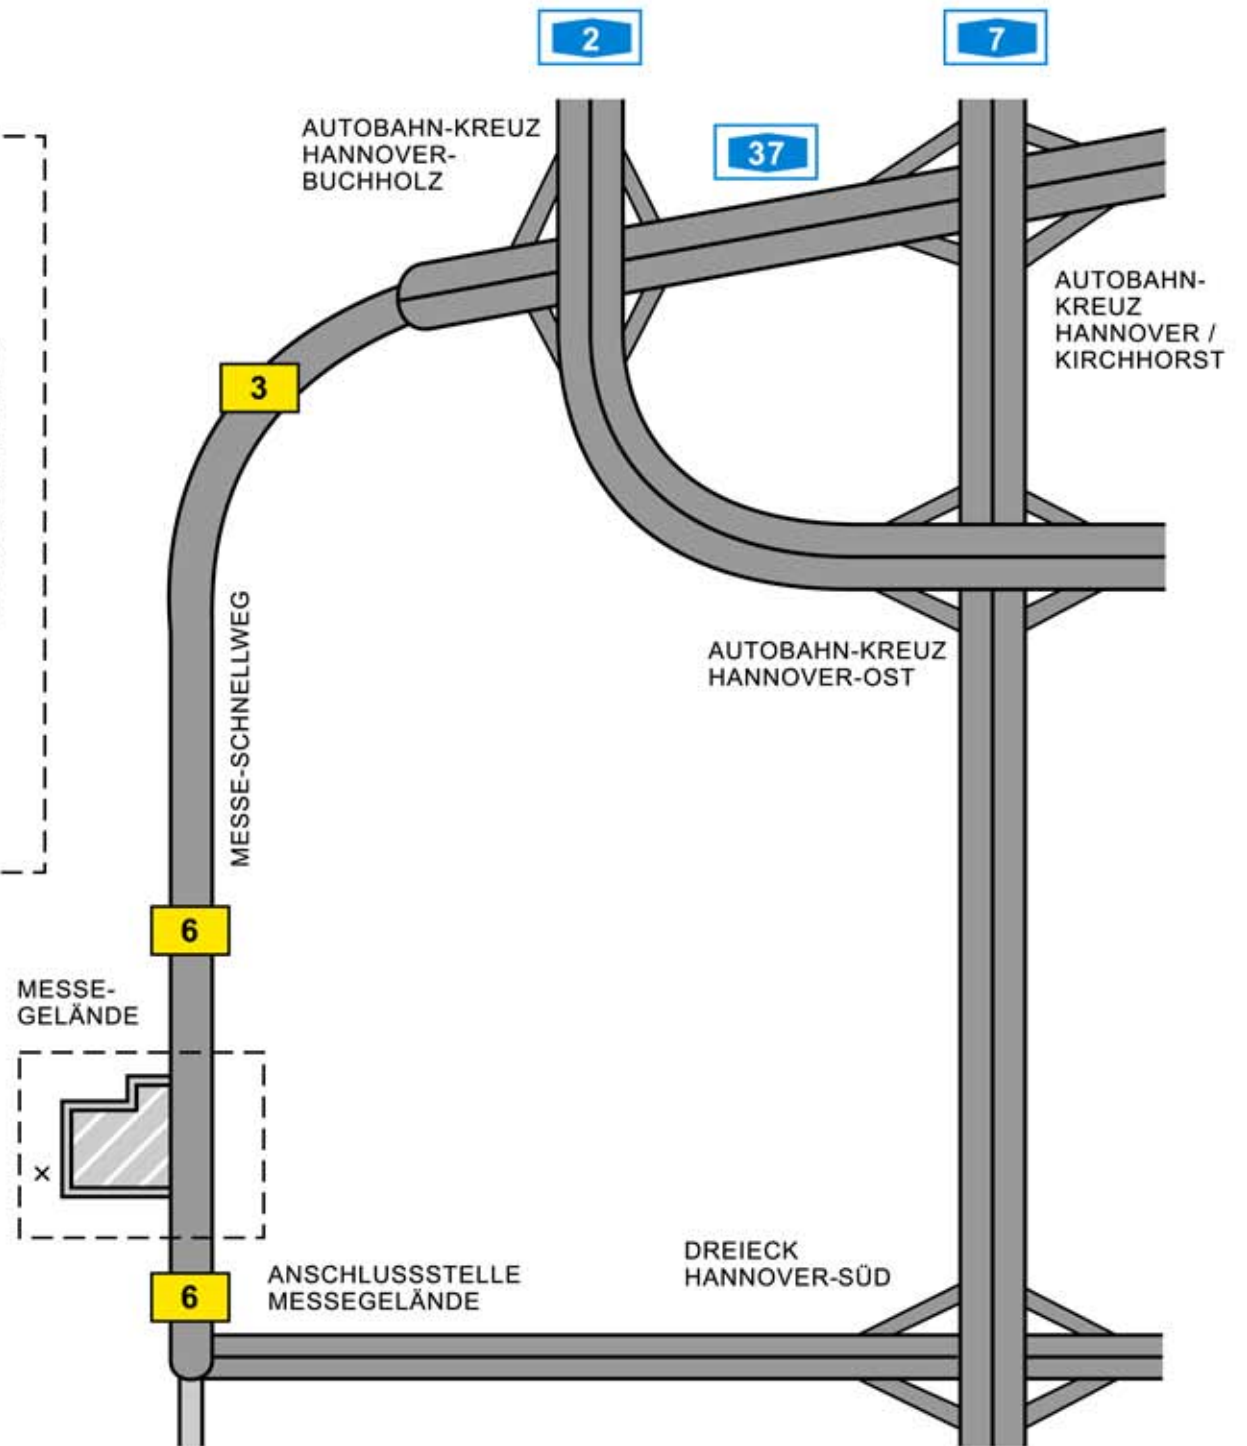 2
7
AUTOBAHN-KREUZ
HANNOVER-
BUCHHOLZ
37
AUTOBAHN-
KREUZ
HANNOVER /
KIRCHHORST
3
MESSE-SCHNELLWEG
AUTOBAHN-KREUZ
HANNOVER-OST
6
MESSE-
GELÄNDE
×
DREIECK
HANNOVER-SÜD
ANSCHLUSSSTELLE
MESSEGELÄNDE
6